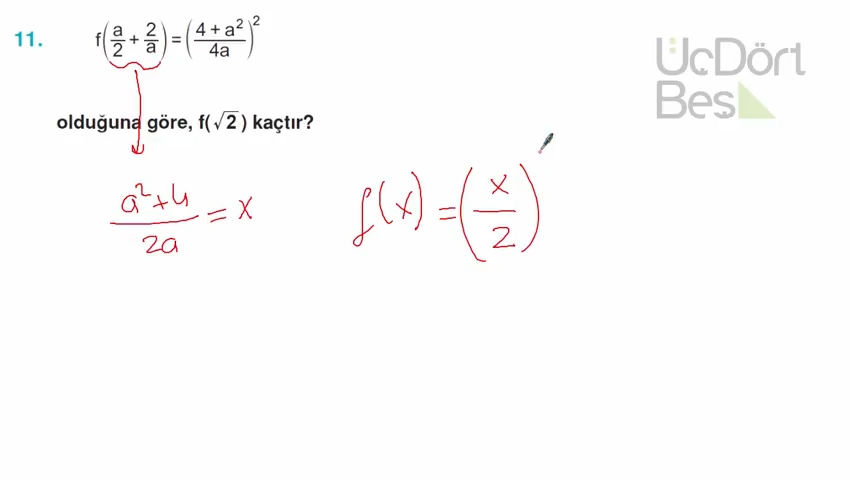 11. f(a/2 + 2/a) = ((4 + a²)/4a)²
ÜçDört
Beş
olduğuna göre, f(√2) kaçtır?
(a²+4)/2a = x
f(x) = (x/2)